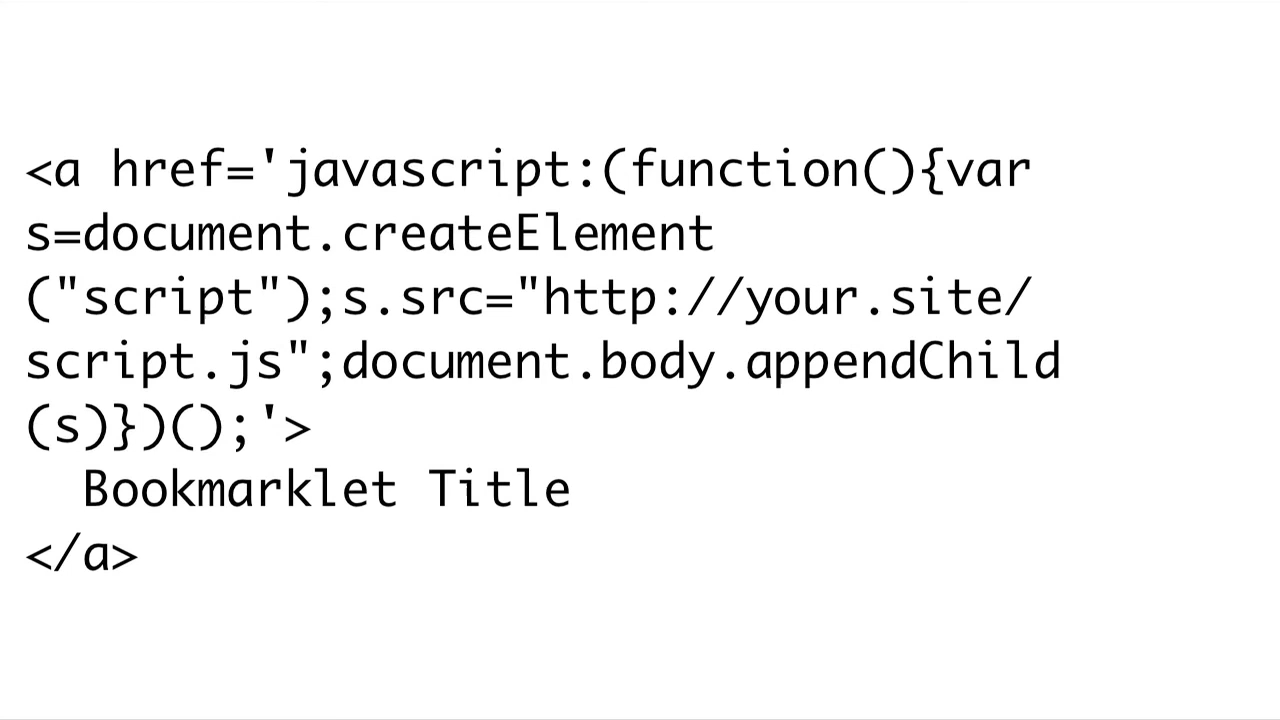 <a href='javascript:(function(){var
s=document.createElement
("script");s.src="http://your.site/
script.js";document.body.appendChild
(s)})();'>
  Bookmarklet Title
</a>